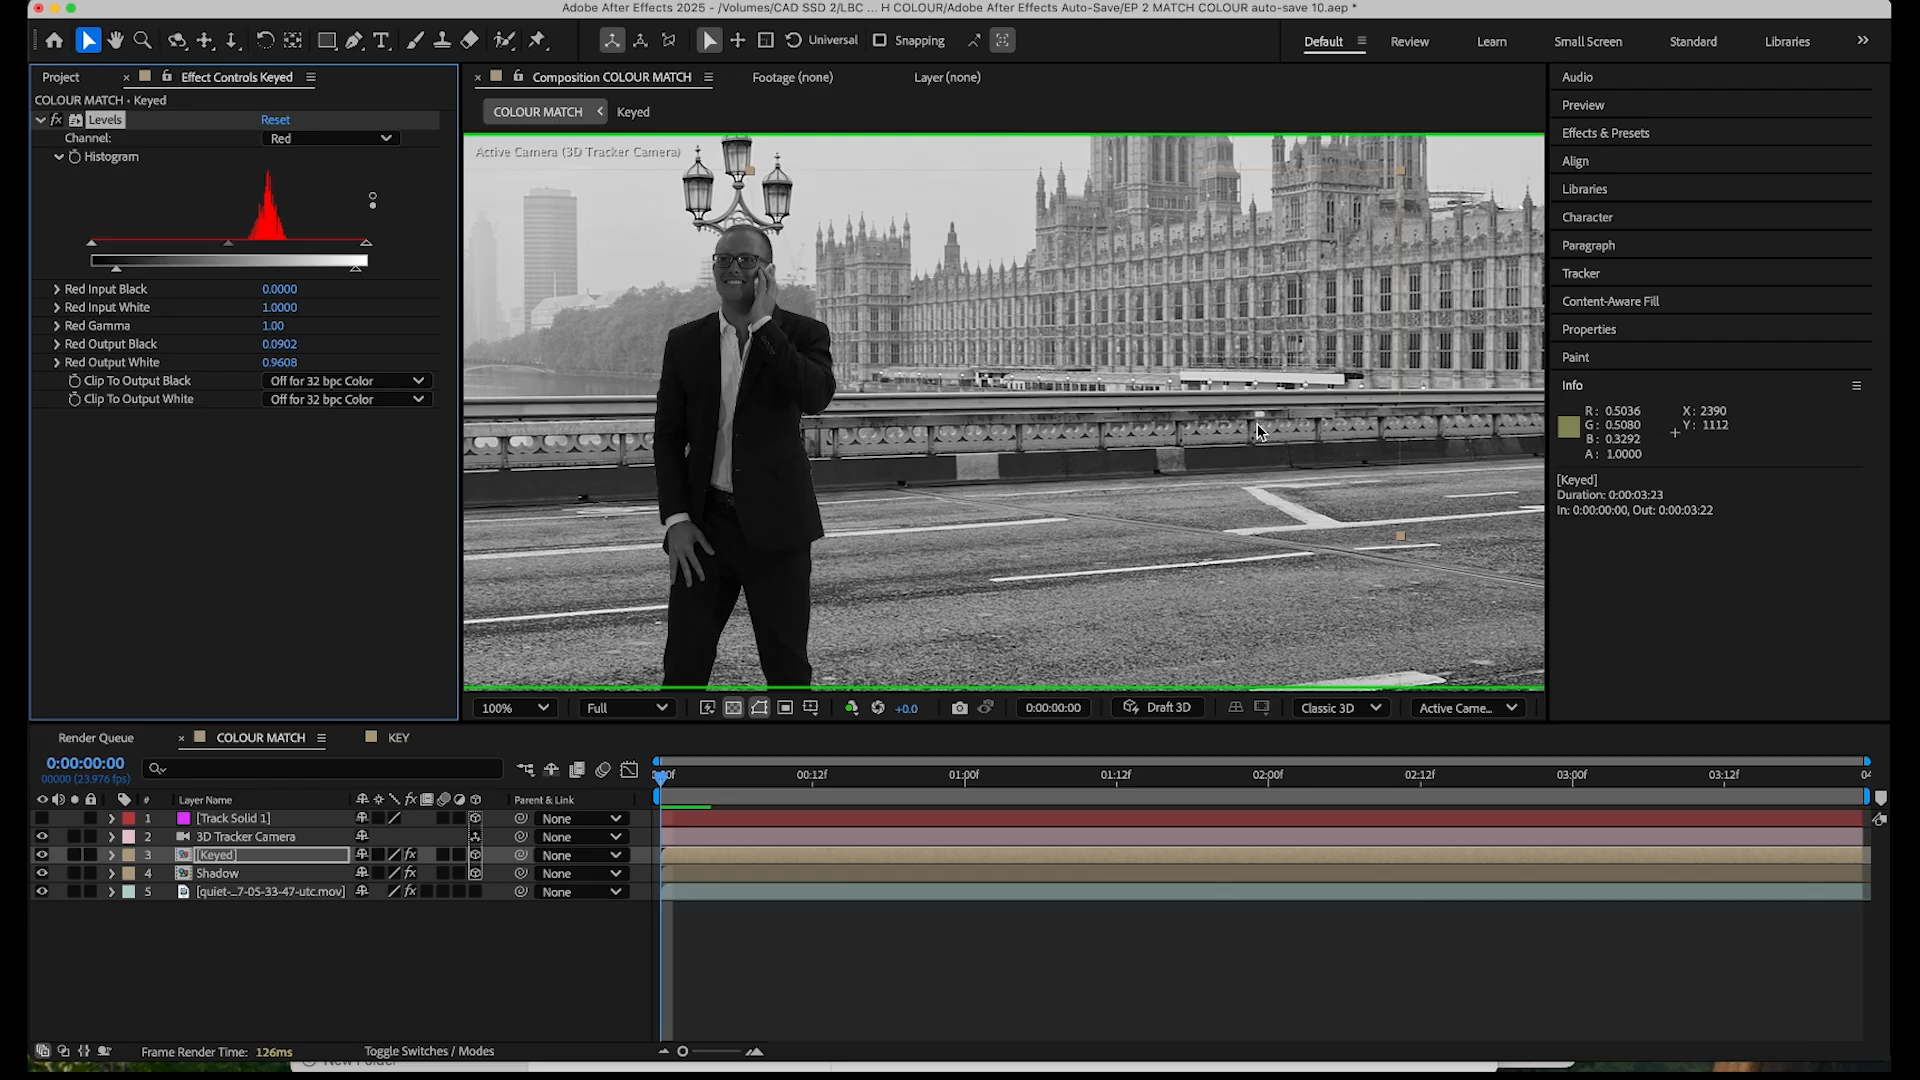 Adobe After Effects 2025 - /Volumes/CAD SSD 2/LBC ... H COLOUR/Adobe After Effects Auto-Save/EP 2 MATCH COLOUR auto-save 10.aep *
Universal
Snapping
Default
Review
Learn
Small Screen
Standard
Libraries
Project
Effect Controls Keyed
COLOUR MATCH • Keyed
fx Levels Reset
Channel: Red
Histogram
Red Input Black 0.0000
Red Input White 1.0000
Red Gamma 1.00
Red Output Black 0.0902
Red Output White 0.9608
Clip To Output Black Off for 32 bpc Color
Clip To Output White Off for 32 bpc Color
Composition COLOUR MATCH
Footage (none)
Layer (none)
COLOUR MATCH
Keyed
Active Camera (3D Tracker Camera)
100%
Full
+0.0
0:00:00:00
Draft 3D
Classic 3D
Active Came...
Audio
Preview
Effects & Presets
Align
Libraries
Character
Paragraph
Tracker
Content-Aware Fill
Properties
Paint
Info
R: 0.5036 X: 2390
G: 0.5080 Y: 1112
B: 0.3292
A: 1.0000
[Keyed]
Duration: 0:00:03:23
In: 0:00:00:00, Out: 0:00:03:22
Render Queue
COLOUR MATCH
KEY
0:00:00:00
00000 (23.976 fps)
00:12f 01:00f 01:12f 02:00f 02:12f 03:00f 03:12f 04
# Layer Name fx Parent & Link
1 [Track Solid 1] None
2 3D Tracker Camera None
3 [Keyed] fx None
4 Shadow None
5 [quiet-_7-05-33-47-utc.mov] fx None
Frame Render Time: 126ms
Toggle Switches / Modes